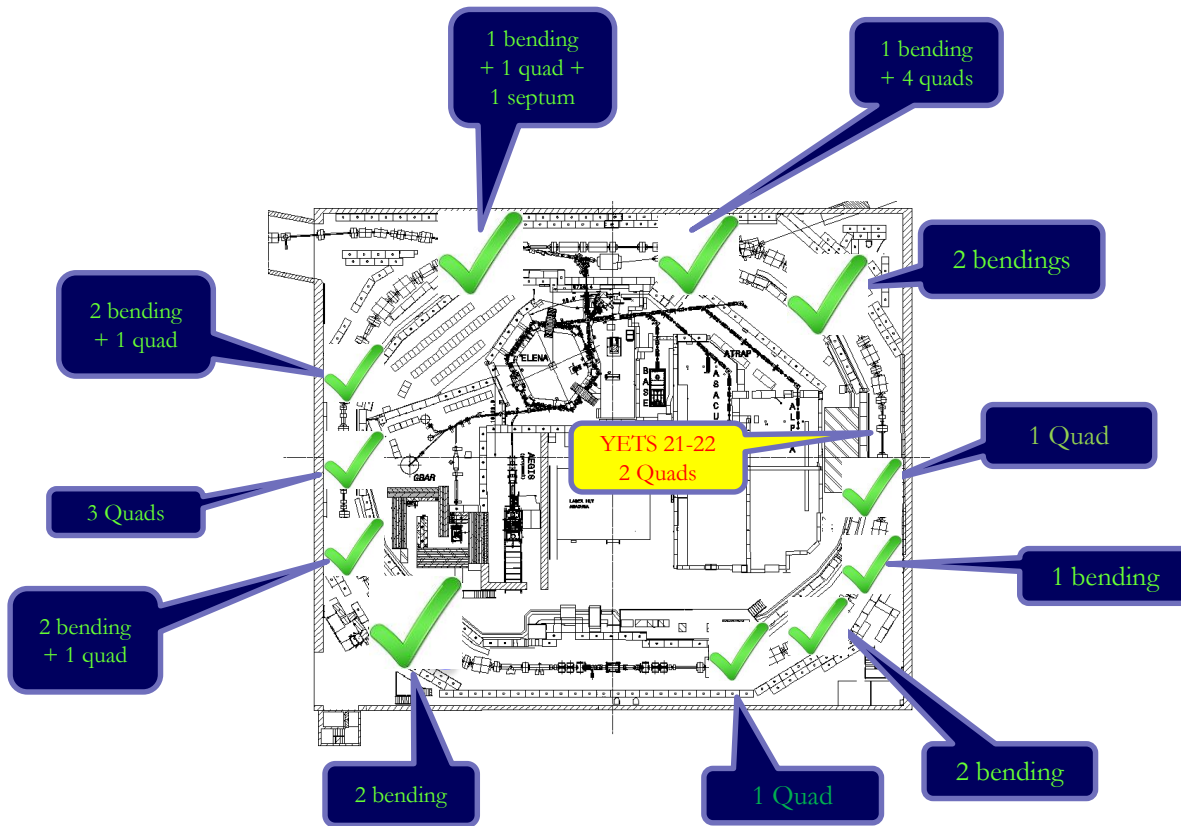 1 bending
+ 1 quad +
1 septum
1 bending
+ 4 quads
2 bendings
2 bending
+ 1 quad
ELENA
BASE
ATRAP
YETS 21-22
2 Quads
1 Quad
GBAR
AEGIS
3 Quads
1 bending
2 bending
+ 1 quad
2 bending
1 Quad
2 bending